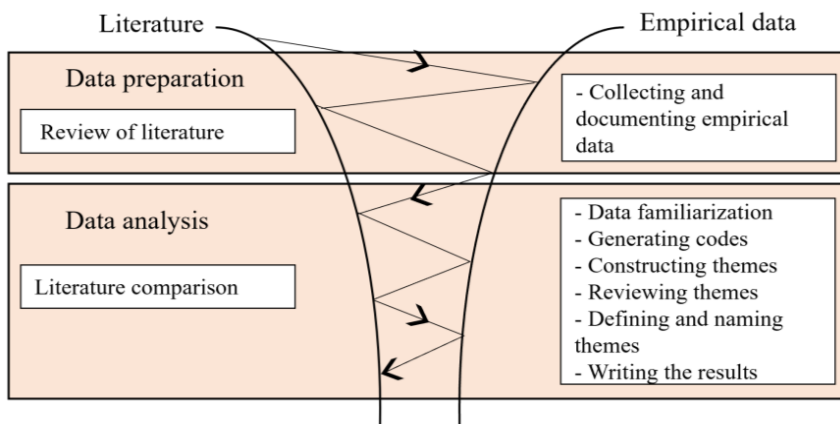 Literature
Empirical data
Data preparation
Review of literature
- Collecting and
documenting empirical
data
Data analysis
Literature comparison
- Data familiarization
- Generating codes
- Constructing themes
- Reviewing themes
- Defining and naming
themes
- Writing the results